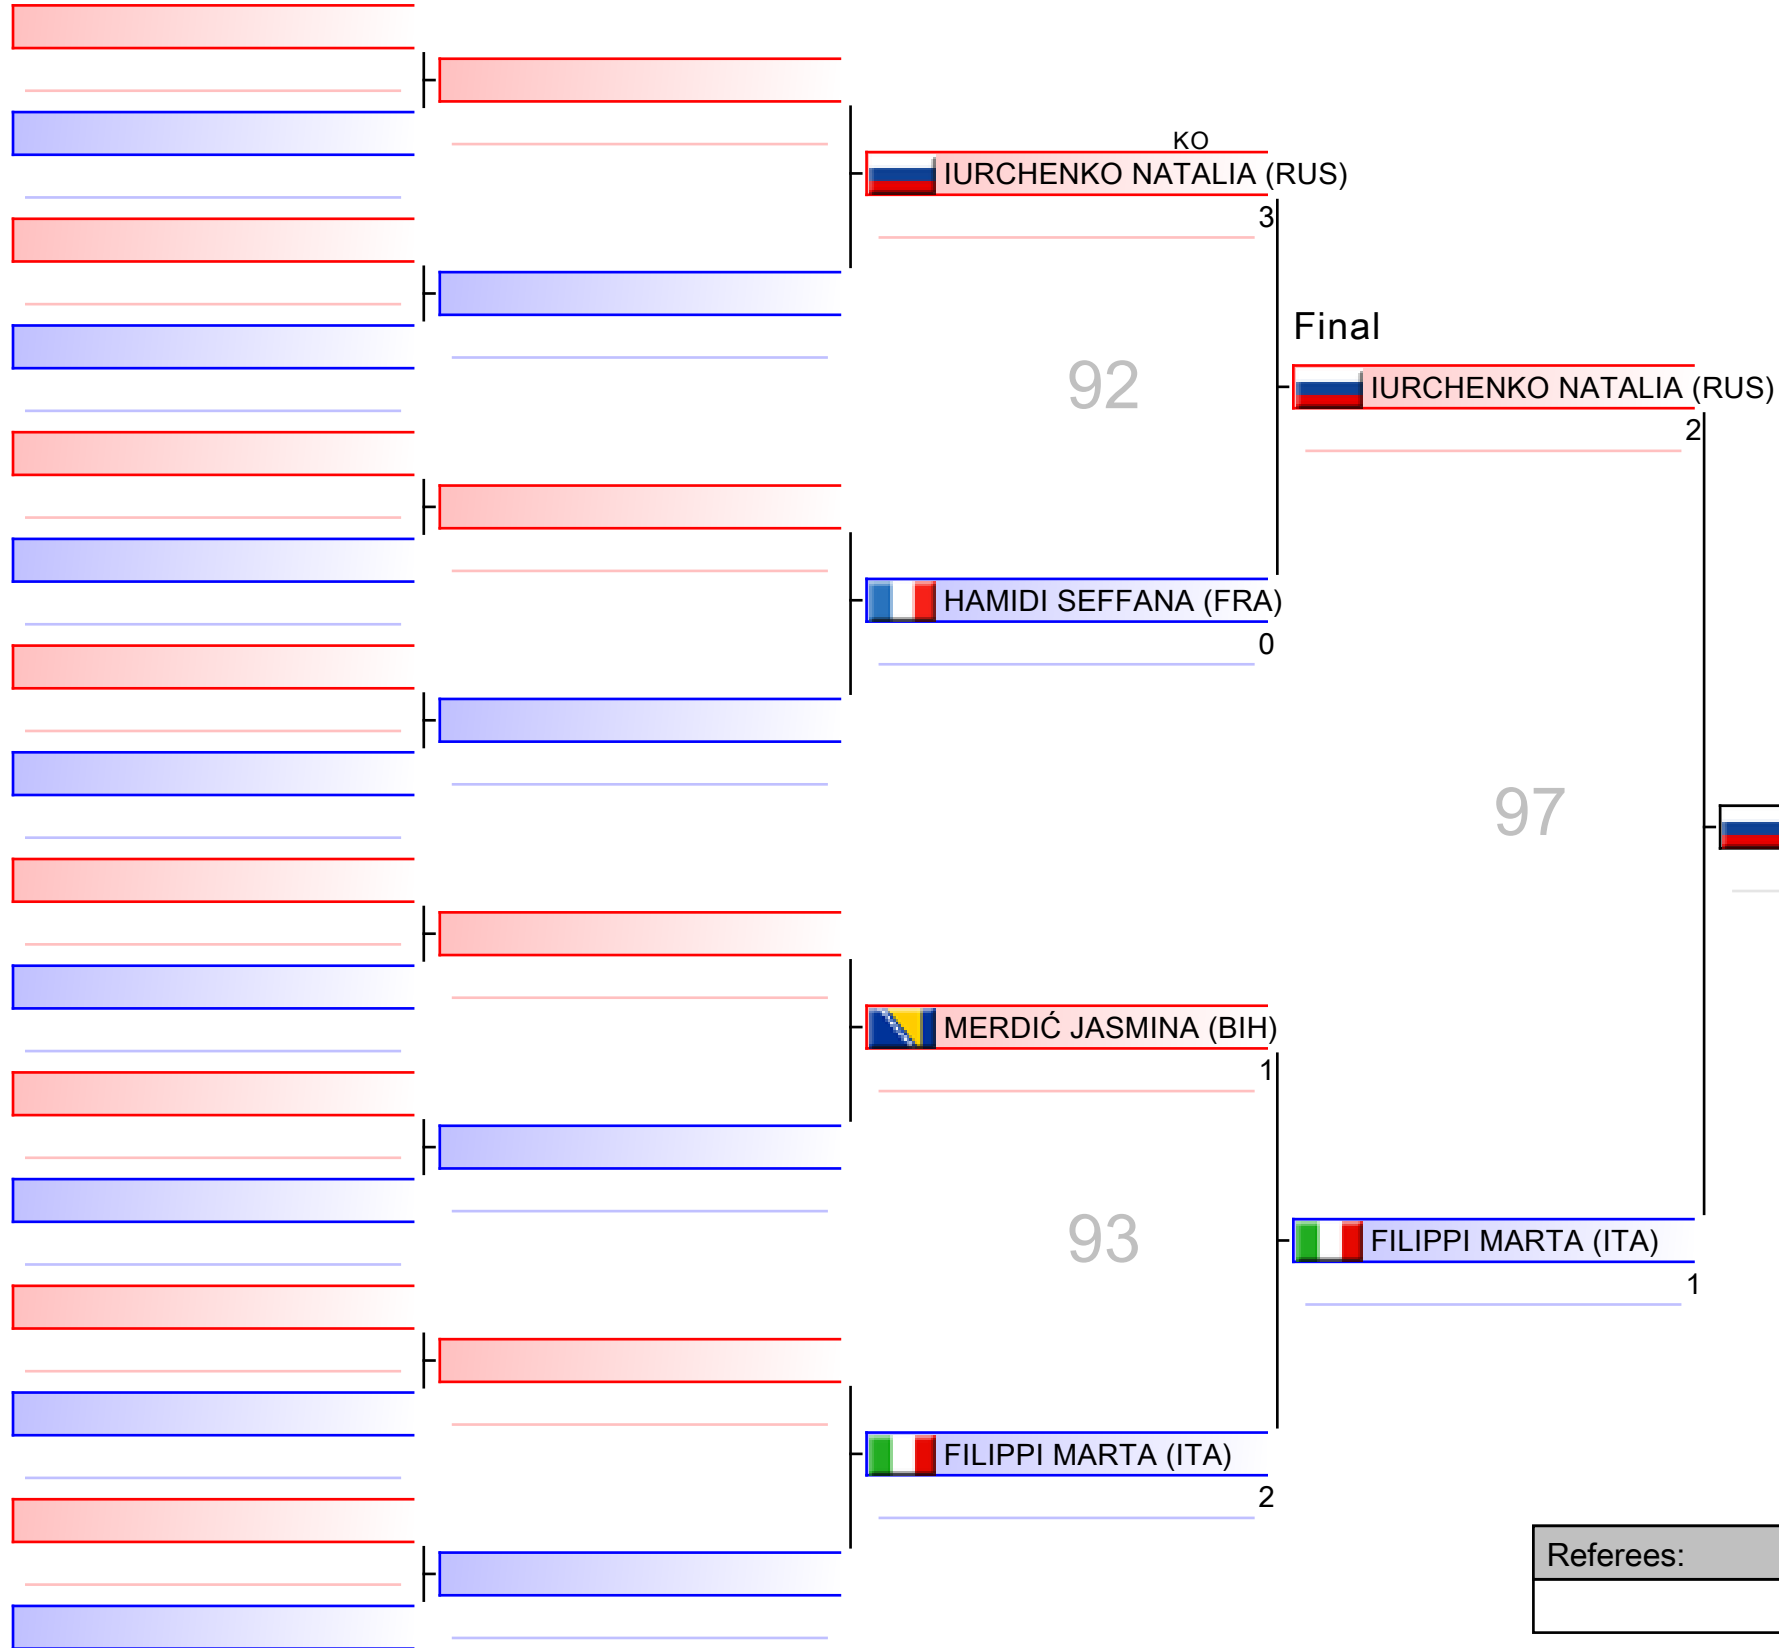 KO
IURCHENKO NATALIA (RUS)
3
Final
92
IURCHENKO NATALIA (RUS)
2
HAMIDI SEFFANA (FRA)
0
97
MERDIĆ JASMINA (BIH)
1
93
FILIPPI MARTA (ITA)
1
FILIPPI MARTA (ITA)
2
Referees: